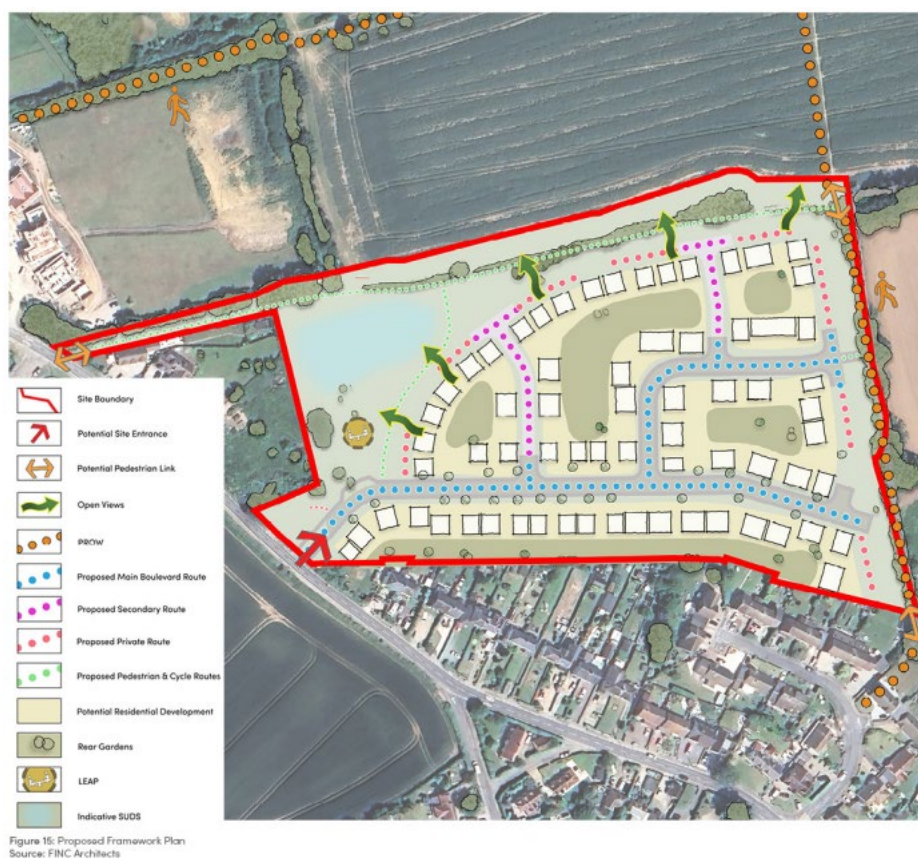 Site Boundary
Potential Site Entrance
Potential Pedestrian Link
Open Views
PROW
Proposed Main Boulevard Route
Proposed Secondary Route
Proposed Private Route
Proposed Pedestrian & Cycle Routes
Potential Residential Development
Rear Gardens
LEAP
Indicative SUDS
Figure 15: Proposed Framework Plan
Source: FINC Architects